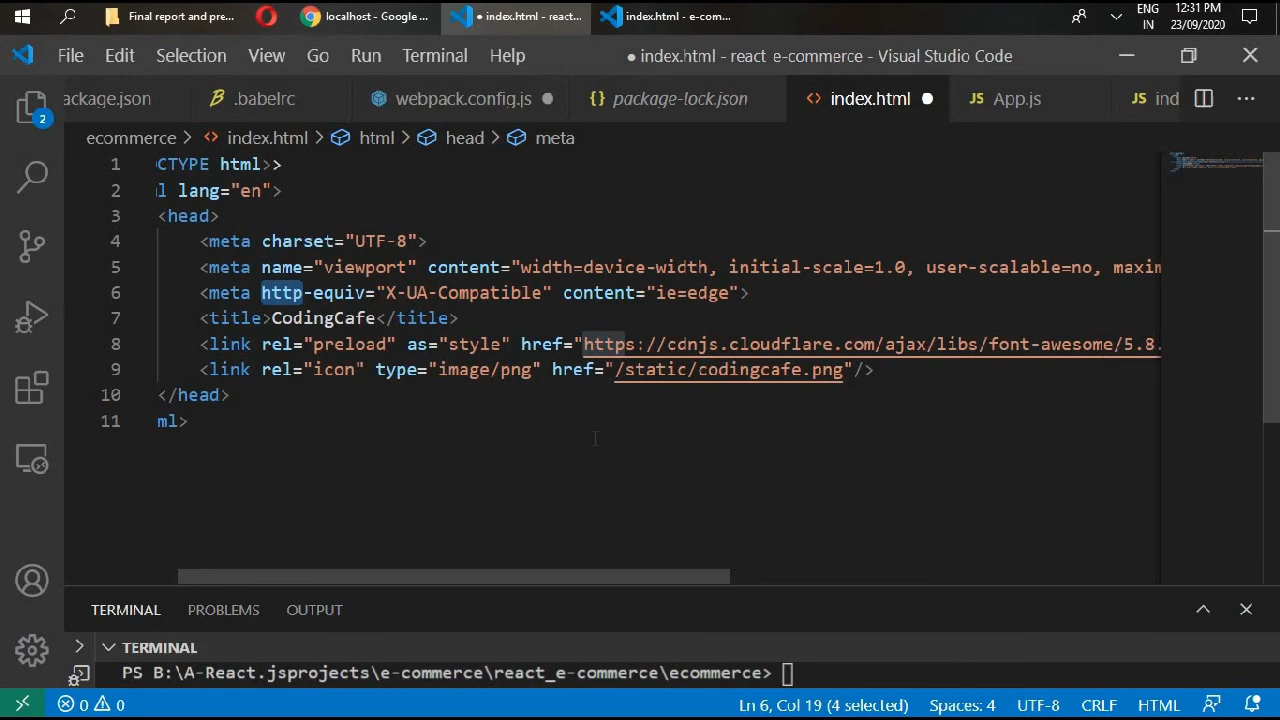 Final report and pre...
localhost - Google ...
● index.html - react...
index.html - e-com...
ENG
IN
12:31 PM
23/09/2020
File Edit Selection View Go Run Terminal Help
● index.html - react_e-commerce - Visual Studio Code
ackage.json
.babelrc
webpack.config.js ●
{} package-lock.json
<> index.html ●
JS App.js
JS ind
...
ecommerce > <> index.html > html > head > meta
1 CTYPE html>>
2 l lang="en">
3 <head>
4 <meta charset="UTF-8">
5 <meta name="viewport" content="width=device-width, initial-scale=1.0, user-scalable=no, maxim
6 <meta http-equiv="X-UA-Compatible" content="ie=edge">
7 <title>CodingCafe</title>
8 <link rel="preload" as="style" href="https://cdnjs.cloudflare.com/ajax/libs/font-awesome/5.8.
9 <link rel="icon" type="image/png" href="/static/codingcafe.png"/>
10 </head>
11 ml>
2
TERMINAL PROBLEMS OUTPUT
TERMINAL
PS B:\A-React.jsprojects\e-commerce\react_e-commerce\ecommerce>
0 0
Ln 6, Col 19 (4 selected) Spaces: 4 UTF-8 CRLF HTML